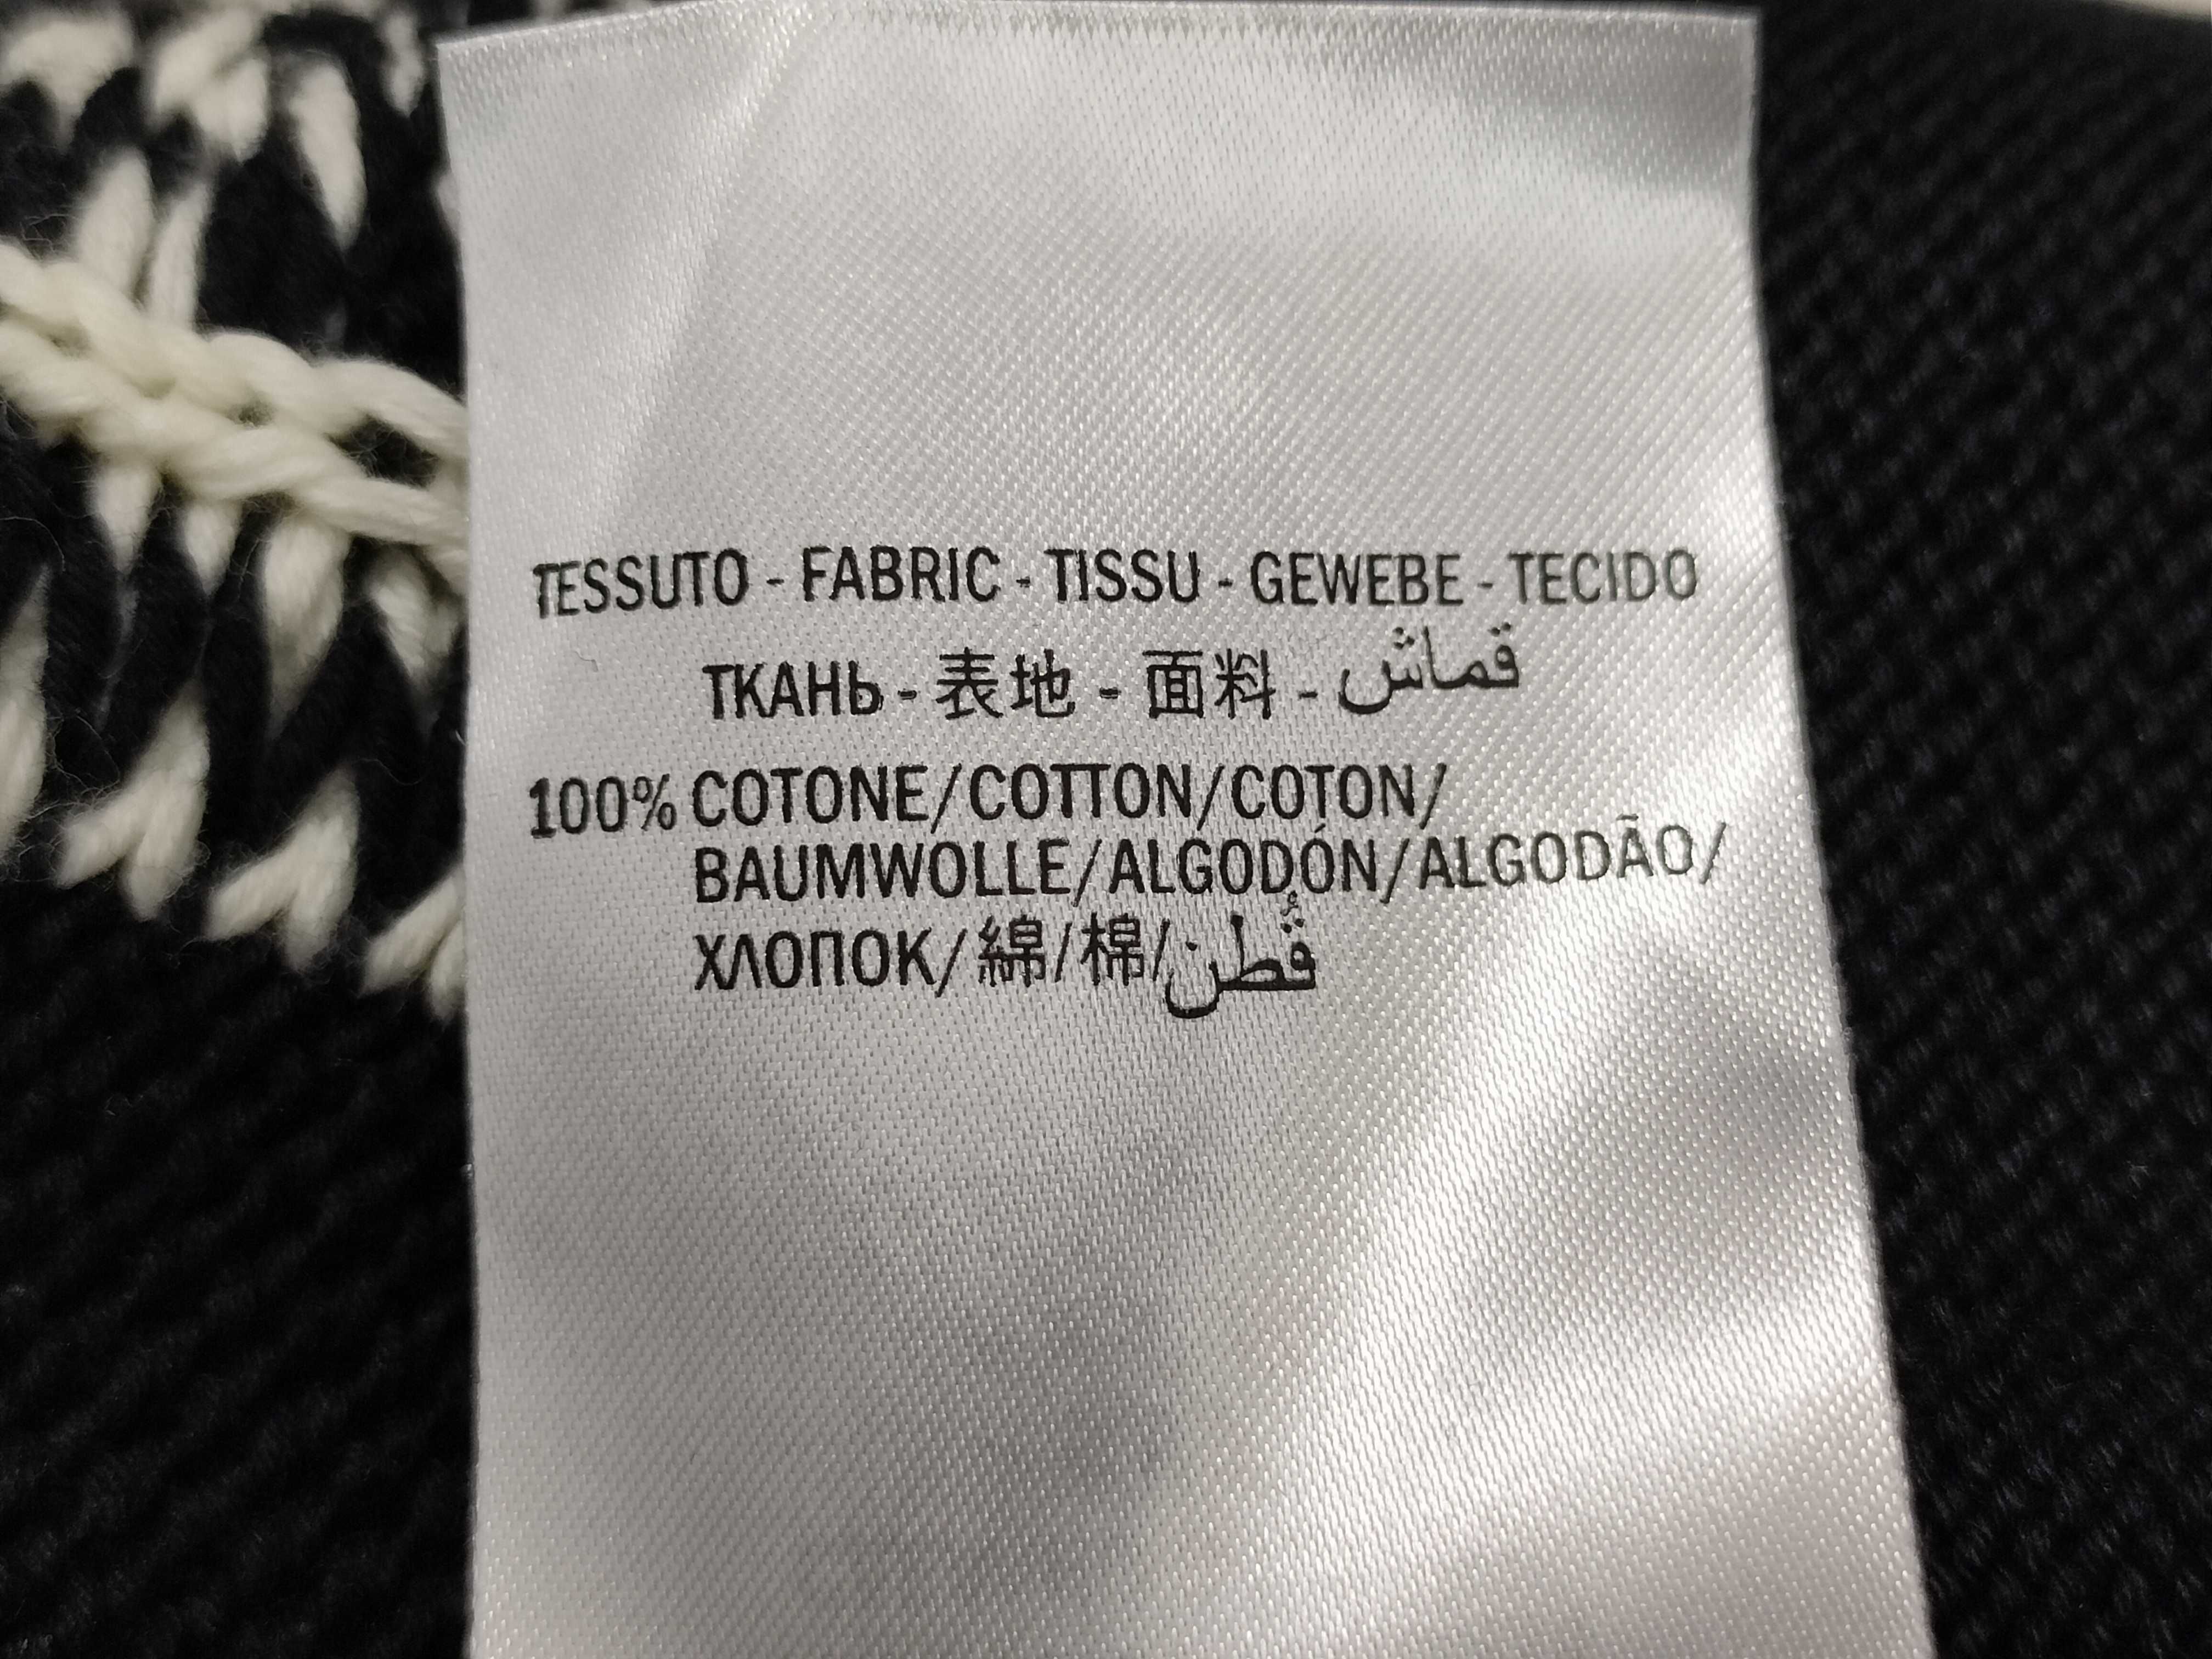 TESSUTO - FABRIC - TISSU - GEWEBE - TECIDO
ТКАНЬ - 表地 - 面料 - قماش
100% COTONE/COTTON/COTON/
BAUMWOLLE/ALGODÓN/ALGODÃO/
ХЛОПОК/綿/棉/قُطن